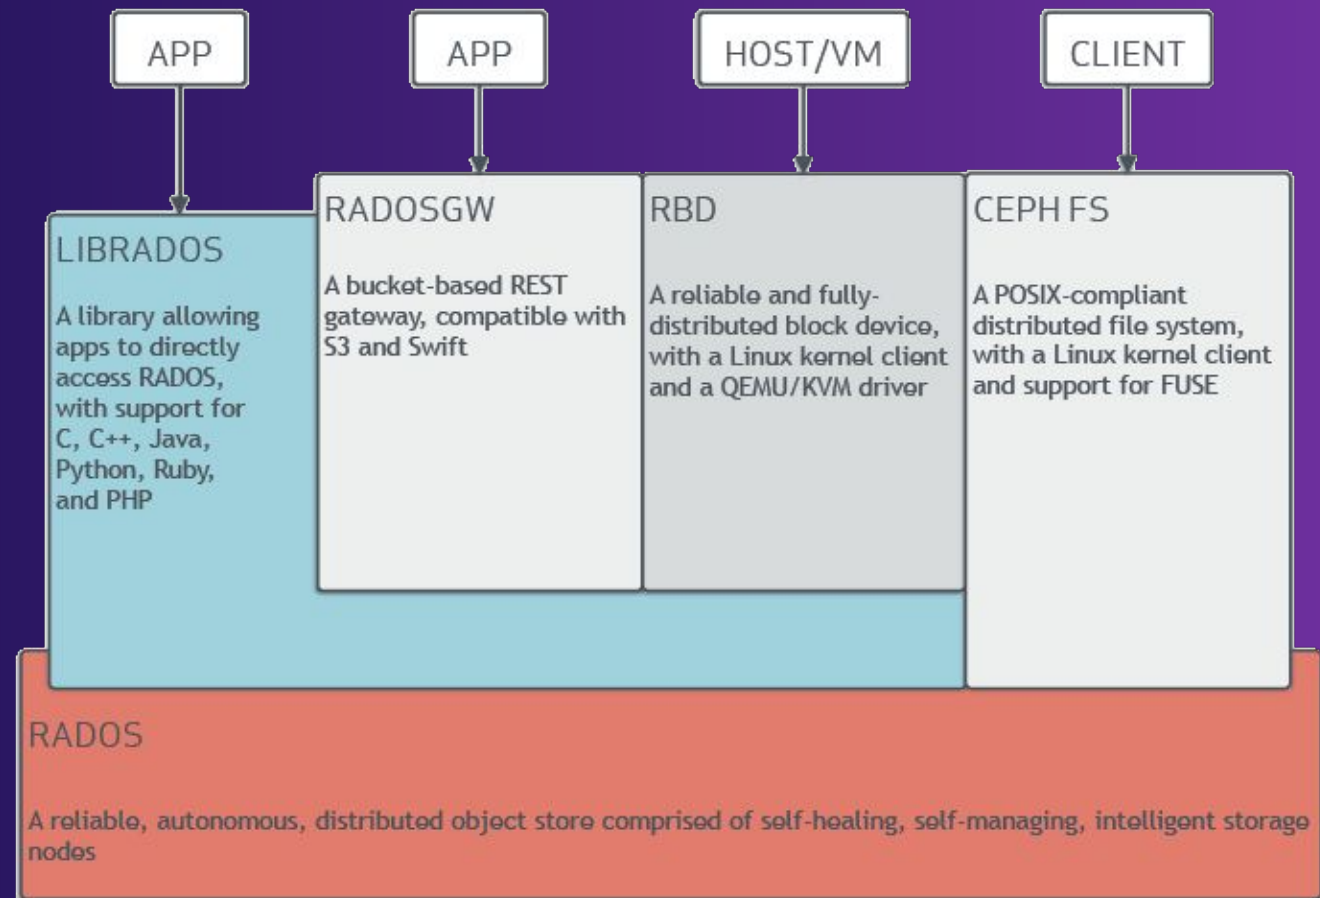 APP
APP
HOST/VM
CLIENT
LIBRADOS
A library allowing
apps to directly
access RADOS,
with support for
C, C++, Java,
Python, Ruby,
and PHP
RADOSGW
A bucket-based REST
gateway, compatible with
S3 and Swift
RBD
A reliable and fully-
distributed block device,
with a Linux kernel client
and a QEMU/KVM driver
CEPH FS
A POSIX-compliant
distributed file system,
with a Linux kernel client
and support for FUSE
RADOS
A reliable, autonomous, distributed object store comprised of self-healing, self-managing, intelligent storage
nodes